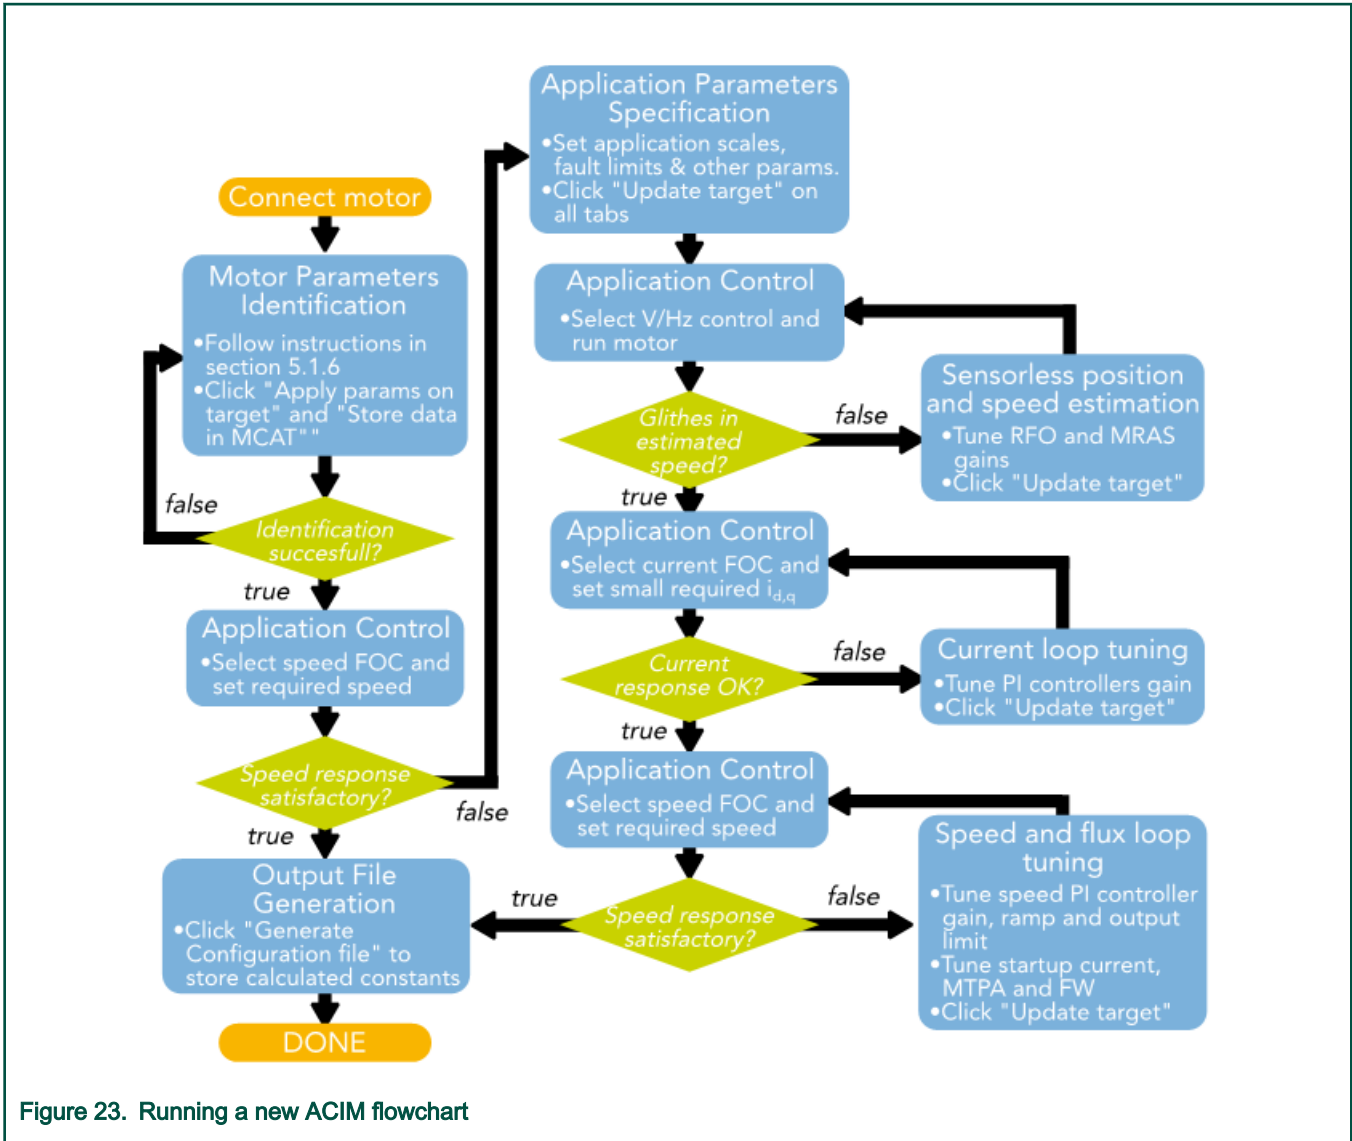 Connect motor
Motor Parameters
Identification
•Follow instructions in
section 5.1.6
•Click "Apply params on
target" and "Store data
in MCAT""
false
Identification
succesfull?
true
Application Control
•Select speed FOC and
set required speed
Speed response
satisfactory?
false
true
Output File
Generation
•Click "Generate
Configuration file" to
store calculated constants
DONE
Application Parameters
Specification
•Set application scales,
fault limits & other params.
•Click "Update target" on
all tabs
Application Control
•Select V/Hz control and
run motor
Glithes in
estimated
speed?
false
Sensorless position
and speed estimation
•Tune RFO and MRAS
gains
•Click "Update target"
true
Application Control
•Select current FOC and
set small required id,q
Current
response OK?
false
Current loop tuning
•Tune PI controllers gain
•Click "Update target"
true
Application Control
•Select speed FOC and
set required speed
Speed response
satisfactory?
true
false
Speed and flux loop
tuning
•Tune speed PI controller
gain, ramp and output
limit
•Tune startup current,
MTPA and FW
•Click "Update target"
Figure 23. Running a new ACIM flowchart